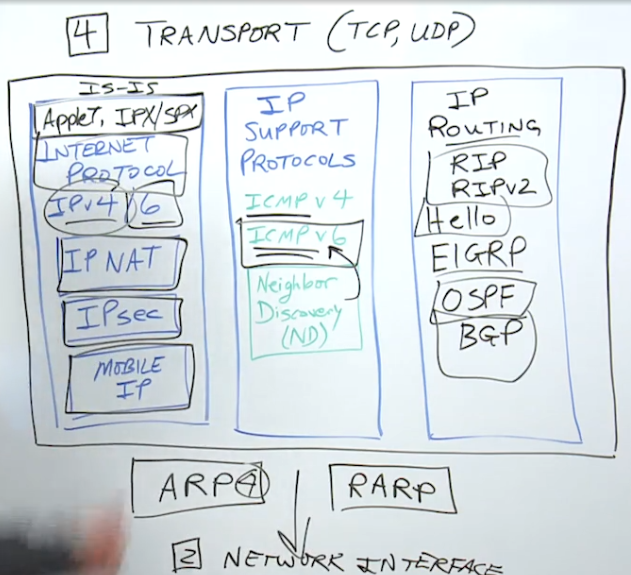 4 TRANSPORT (TCP, UDP)
IS-IS
AppleT, IPX/SPX
INTERNET
PROTOCOL
IPv4 6
IP NAT
IPsec
MOBILE
IP
IP
SUPPORT
PROTOCOLS
ICMP v 4
ICMP v 6
Neighbor
Discovery
(ND)
IP
ROUTING
RIP
RIPv2
Hello
EIGRP
OSPF
BGP
ARP 4
RARP
2 NETWORK INTERFACE